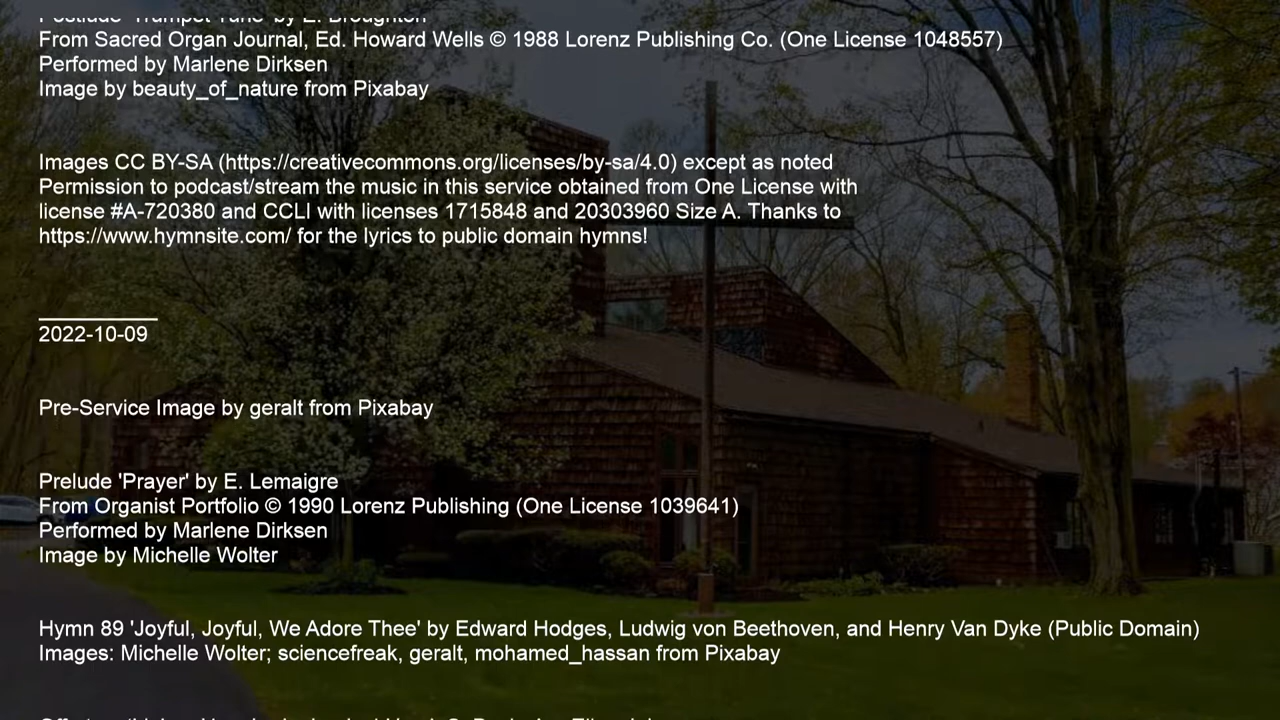 Postlude 'Trumpet Tune' by E. Broughton
From Sacred Organ Journal, Ed. Howard Wells © 1988 Lorenz Publishing Co. (One License 1048557)
Performed by Marlene Dirksen
Image by beauty_of_nature from Pixabay
Images CC BY-SA (https://creativecommons.org/licenses/by-sa/4.0) except as noted
Permission to podcast/stream the music in this service obtained from One License with
license #A-720380 and CCLI with licenses 1715848 and 20303960 Size A. Thanks to
https://www.hymnsite.com/ for the lyrics to public domain hymns!
__________
2022-10-09
Pre-Service Image by geralt from Pixabay
Prelude 'Prayer' by E. Lemaigre
From Organist Portfolio © 1990 Lorenz Publishing (One License 1039641)
Performed by Marlene Dirksen
Image by Michelle Wolter
Hymn 89 'Joyful, Joyful, We Adore Thee' by Edward Hodges, Ludwig von Beethoven, and Henry Van Dyke (Public Domain)
Images: Michelle Wolter; sciencefreak, geralt, mohamed_hassan from Pixabay